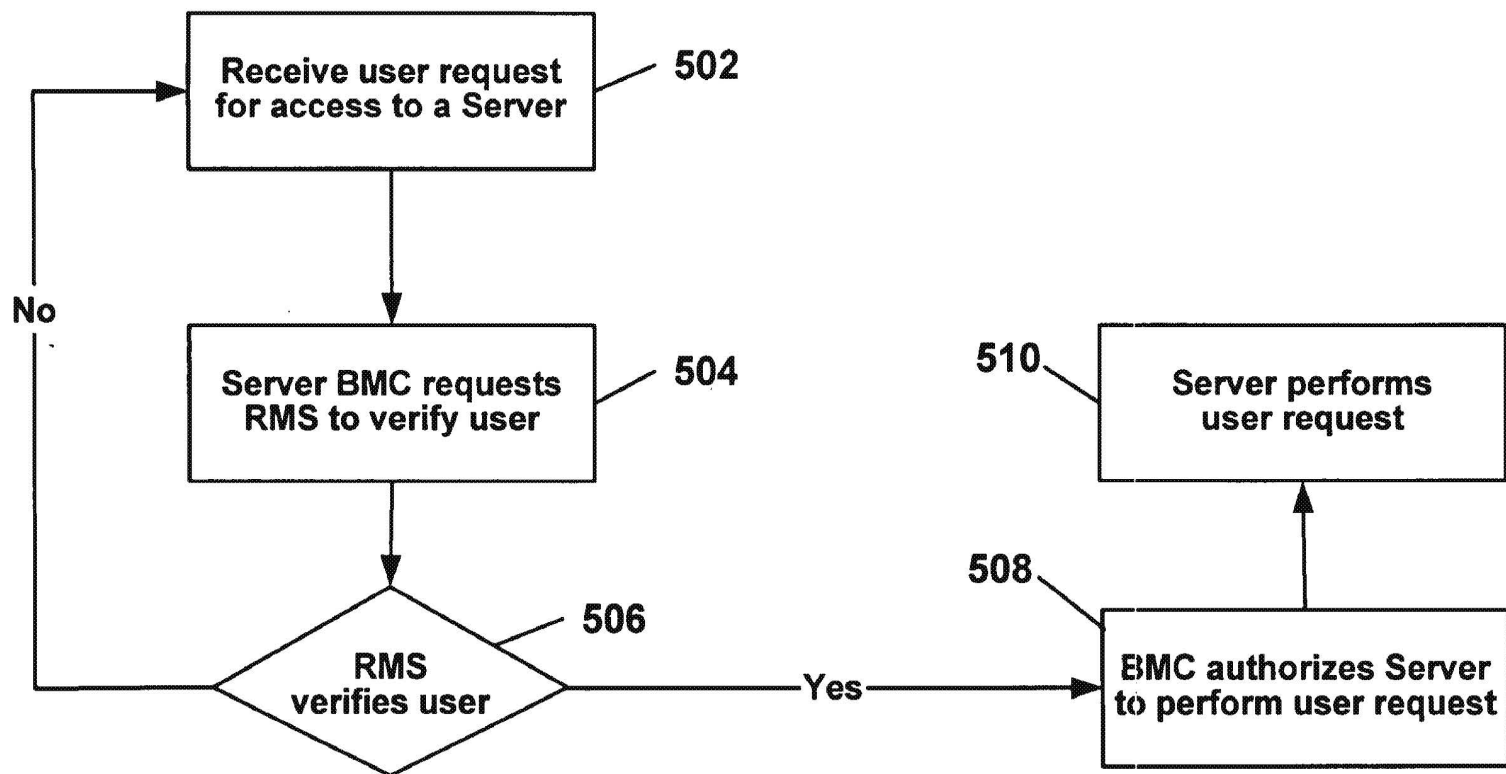 Receive user request
for access to a Server
502
No
Server BMC requests
RMS to verify user
504
510
Server performs
user request
506
RMS
verifies user
Yes
508
BMC authorizes Server
to perform user request